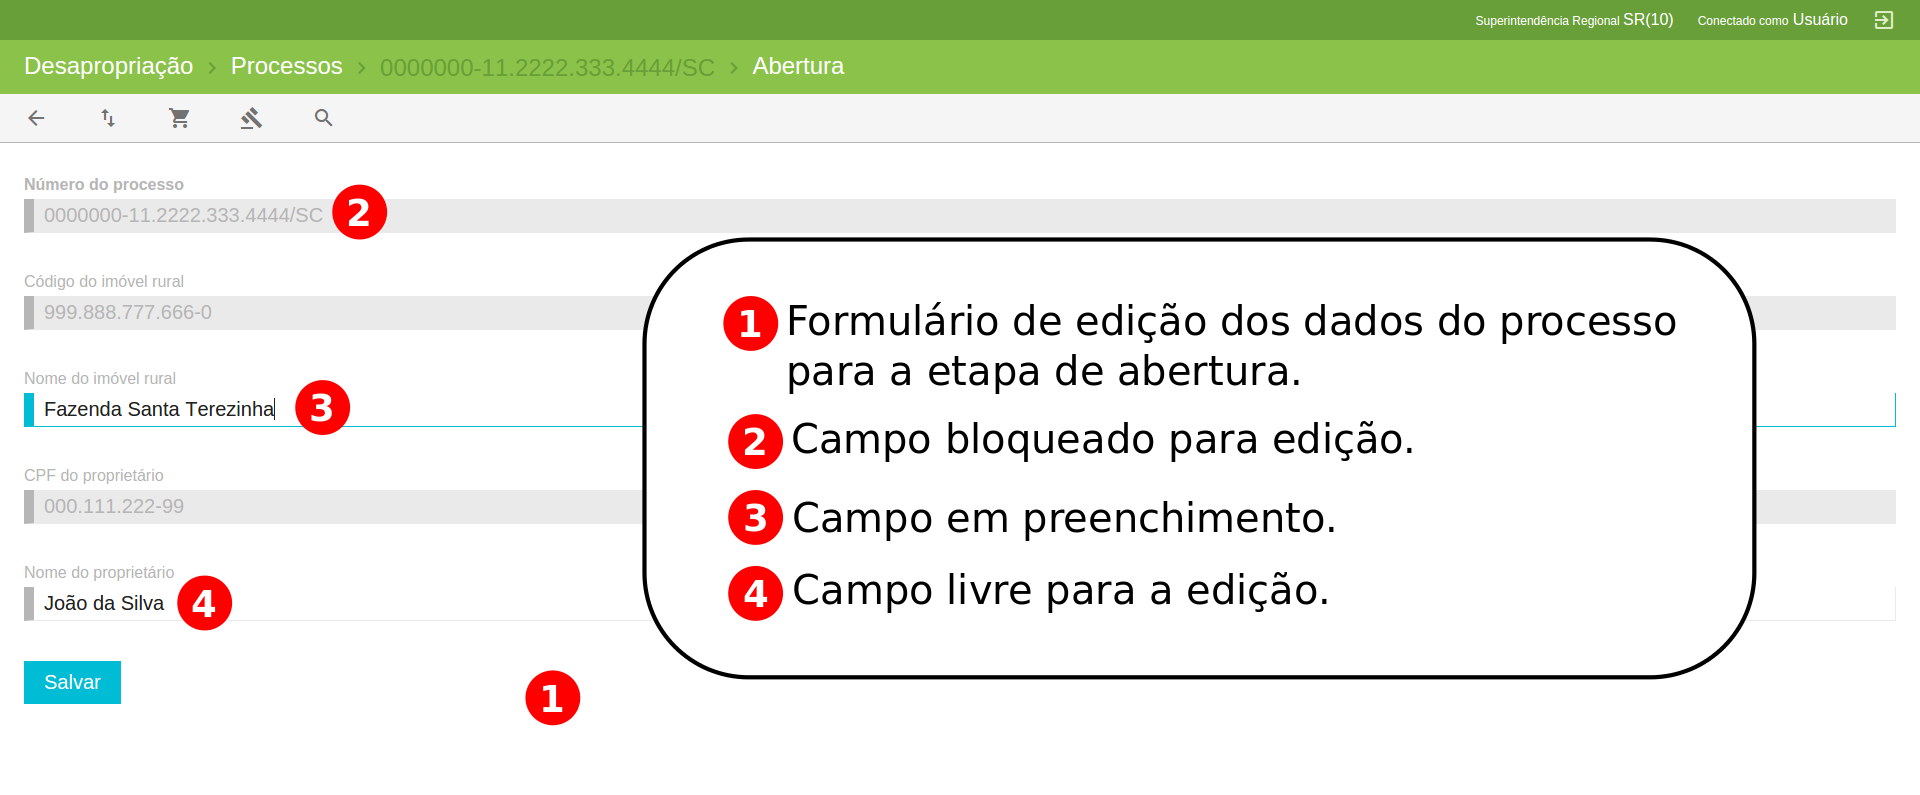 Superintendência Regional SR(10) Conectado como Usuário
Desapropriação > Processos > 0000000-11.2222.333.4444/SC > Abertura
Número do processo
0000000-11.2222.333.4444/SC 2
Código do imóvel rural
999.888.777.666-0
Nome do imóvel rural
Fazenda Santa Terezinha 3
CPF do proprietário
000.111.222-99
Nome do proprietário
João da Silva 4
Salvar
1
1 Formulário de edição dos dados do processo
para a etapa de abertura.
2 Campo bloqueado para edição.
3 Campo em preenchimento.
4 Campo livre para a edição.